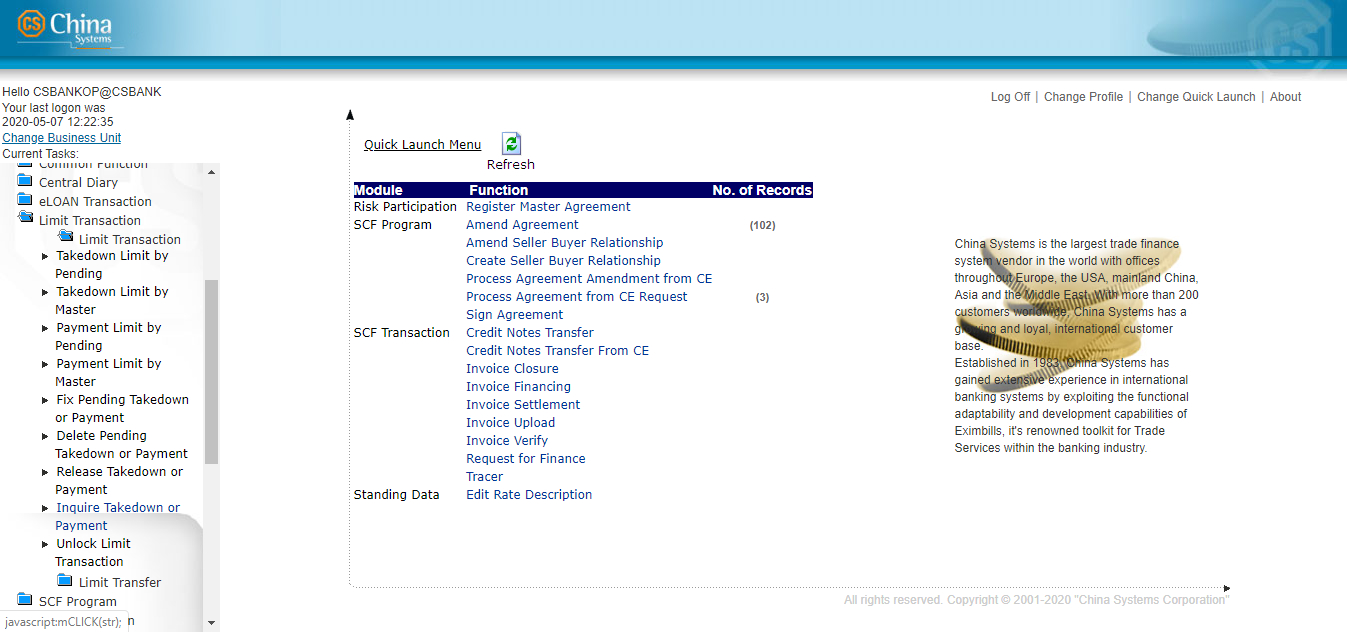 CS China
Systems
Hello CSBANKOP@CSBANK
Your last logon was
2020-05-07 12:22:35
Change Business Unit
Current Tasks:
Common Function
Central Diary
eLOAN Transaction
Limit Transaction
Limit Transaction
Takedown Limit by
Pending
Takedown Limit by
Master
Payment Limit by
Pending
Payment Limit by
Master
Fix Pending Takedown
or Payment
Delete Pending
Takedown or Payment
Release Takedown or
Payment
Inquire Takedown or
Payment
Unlock Limit
Transaction
Limit Transfer
SCF Program
javascript:mCLICK(str); n
CS
Log Off | Change Profile | Change Quick Launch | About
Quick Launch Menu
Refresh
Module Function No. of Records
Risk Participation Register Master Agreement
SCF Program Amend Agreement (102)
Amend Seller Buyer Relationship
Create Seller Buyer Relationship
Process Agreement Amendment from CE
Process Agreement from CE Request (3)
Sign Agreement
SCF Transaction Credit Notes Transfer
Credit Notes Transfer From CE
Invoice Closure
Invoice Financing
Invoice Settlement
Invoice Upload
Invoice Verify
Request for Finance
Tracer
Standing Data Edit Rate Description
China Systems is the largest trade finance
system vendor in the world with offices
throughout Europe, the USA, mainland China,
Asia and the Middle East. With more than 200
customers worldwide, China Systems has a
growing and loyal, international customer
base.
Established in 1983, China Systems has
gained extensive experience in international
banking systems by exploiting the functional
adaptability and development capabilities of
Eximbills, it's renowned toolkit for Trade
Services within the banking industry.
All rights reserved. Copyright © 2001-2020 "China Systems Corporation"